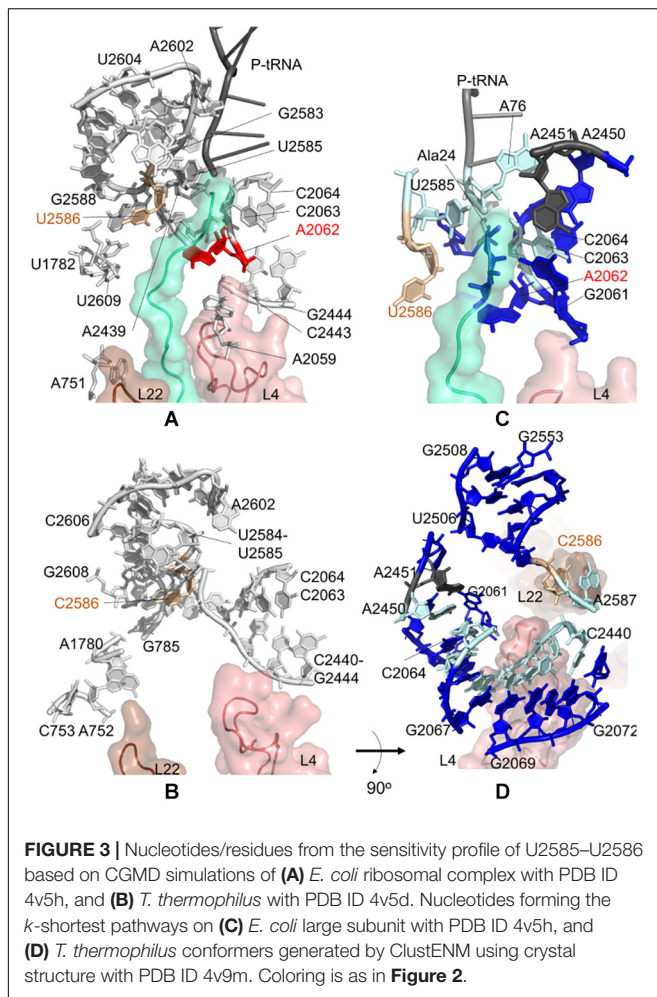 A2602
U2604
P-tRNA
G2583
U2585
G2588
U2586
C2064
C2063
A2062
U1782
U2609
A2439
G2444
C2443
A2059
A751
L22
L4
A
P-tRNA
A76
A2451 A2450
Ala24
U2585
C2064
C2063
A2062
G2061
U2586
L4
C
C2606
A2602
U2584-
U2585
G2608
C2586
C2064
C2063
A1780
G785
C2440-
G2444
C753 A752
L22
L4
B
90º
G2508
G2553
U2506
C2586
A2451
G2061
L22
A2450
A2587
C2440
C2064
G2067
G2072
L4
G2069
D
FIGURE 3 | Nucleotides/residues from the sensitivity profile of U2585–U2586
based on CGMD simulations of (A) E. coli ribosomal complex with PDB ID
4v5h, and (B) T. thermophilus with PDB ID 4v5d. Nucleotides forming the
k-shortest pathways on (C) E. coli large subunit with PDB ID 4v5h, and
(D) T. thermophilus conformers generated by ClustENM using crystal
structure with PDB ID 4v9m. Coloring is as in Figure 2.